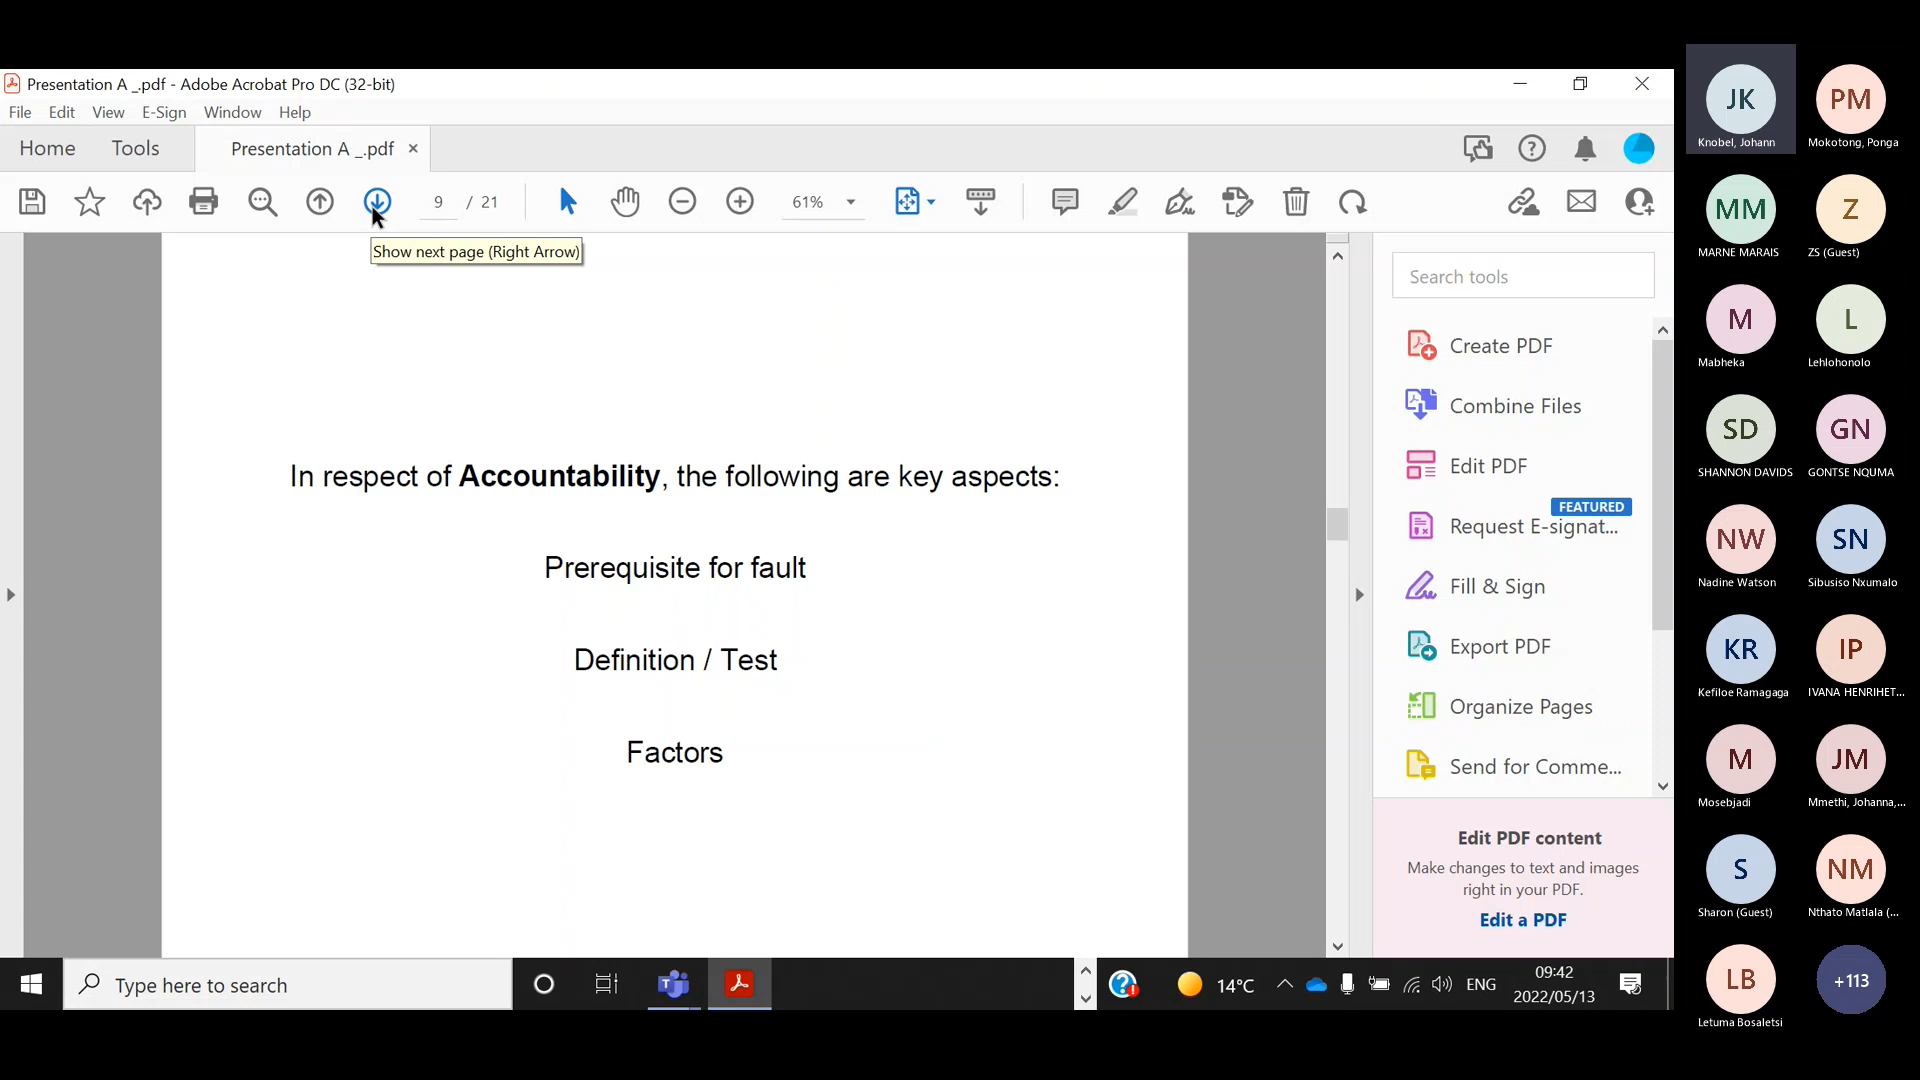 Presentation A _.pdf - Adobe Acrobat Pro DC (32-bit)
File Edit View E-Sign Window Help
Home Tools Presentation A _.pdf ×
9 / 21 61%
Show next page (Right Arrow)
In respect of Accountability, the following are key aspects:
Prerequisite for fault
Definition / Test
Factors
Search tools
Create PDF
Combine Files
Edit PDF
FEATURED
Request E-signat...
Fill & Sign
Export PDF
Organize Pages
Send for Comme...
Edit PDF content
Make changes to text and images
right in your PDF.
Edit a PDF
Type here to search
14°C ENG
09:42
2022/05/13
JK PM
Knobel, Johann Mokotong, Ponga
MM Z
MARNE MARAIS ZS (Guest)
M L
Mabheka Lehlohonolo
SD GN
SHANNON DAVIDS GONTSE NQUMA
NW SN
Nadine Watson Sibusiso Nxumalo
KR IP
Kefiloe Ramagaga IVANA HENRIHET...
M JM
Mosebjadi Mmethi, Johanna,...
S NM
Sharon (Guest) Nthato Matlala (...
LB +113
Letuma Bosaletsi